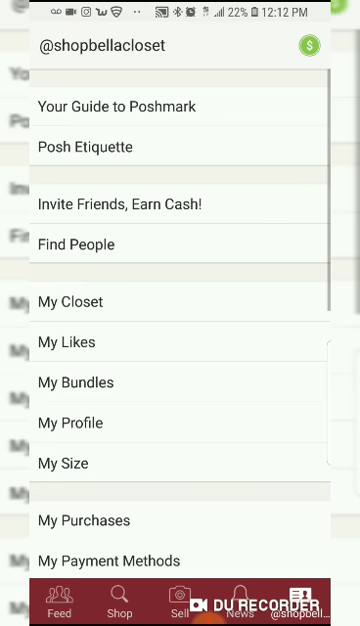 22% 12:12 PM
@shopbellacloset
$
Your Guide to Poshmark
Posh Etiquette
Invite Friends, Earn Cash!
Find People
My Closet
My Likes
My Bundles
My Profile
My Size
My Purchases
My Payment Methods
Feed Shop Sell News @shopbell...
DU RECORDER